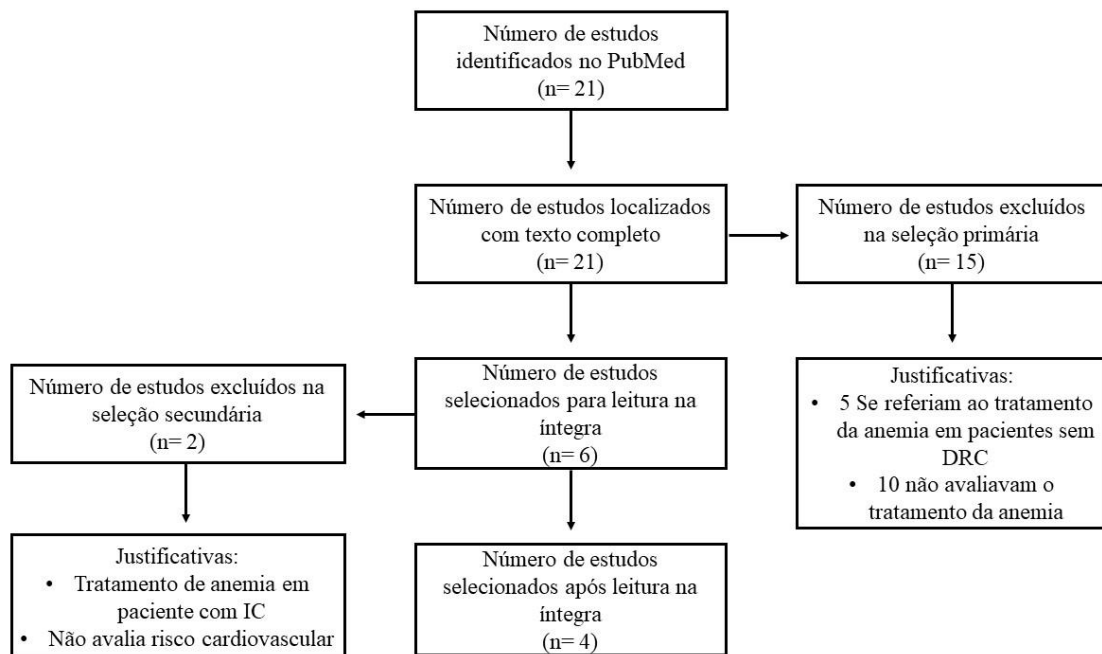 Número de estudos
identificados no PubMed
(n= 21)
Número de estudos localizados
com texto completo
(n= 21)
Número de estudos excluídos
na seleção primária
(n= 15)
Número de estudos excluídos na
seleção secundária
(n= 2)
Número de estudos
selecionados para leitura na
íntegra
(n= 6)
Justificativas:
• 5 Se referiam ao tratamento
da anemia em pacientes sem
DRC
• 10 não avaliavam o
tratamento da anemia
Justificativas:
• Tratamento de anemia em
paciente com IC
• Não avalia risco cardiovascular
Número de estudos
selecionados após leitura na
íntegra
(n= 4)